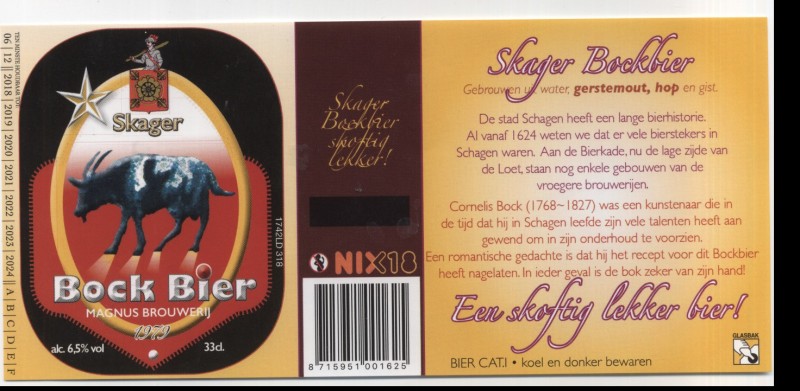 TEN MINSTE HOUDBAAR TOT:
06 | 12 || 2018 | 2019 | 2020 | 2021 | 2022 | 2023 | 2024 || A | B | C | D | E | F
Skager
Bock Bier
MAGNUS BROUWERIJ
1979
alc. 6,5% vol
33cl.
1742LD 318
Skager
Bockbier
skoftig
lekker!
NIX18
8 715951 001625
Skager Bockbier
Gebrouwen uit water, gerstemout, hop en gist.
De stad Schagen heeft een lange bierhistorie.
Al vanaf 1624 weten we dat er vele bierstekers in
Schagen waren. Aan de Bierkade, nu de lage zijde van
de Loet, staan nog enkele gebouwen van de
vroegere brouwerijen.
Cornelis Bock (1768~1827) was een kunstenaar die in
de tijd dat hij in Schagen leefde zijn vele talenten heeft aan
gewend om in zijn onderhoud te voorzien.
Een romantische gedachte is dat hij het recept voor dit Bockbier
heeft nagelaten. In ieder geval is de bok zeker van zijn hand!
Een skoftig lekker bier!
BIER CAT.I • koel en donker bewaren
GLASBAK